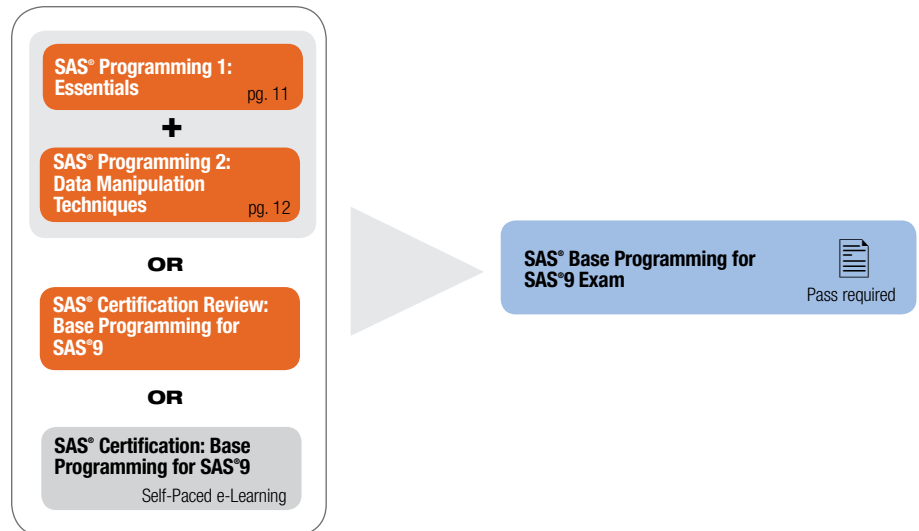 SAS® Programming 1:
Essentials
pg. 11
+
SAS® Programming 2:
Data Manipulation
Techniques
pg. 12
OR
SAS® Certification Review:
Base Programming for
SAS®9
OR
SAS® Certification: Base
Programming for SAS®9
Self-Paced e-Learning
SAS® Base Programming for
SAS®9 Exam
Pass required